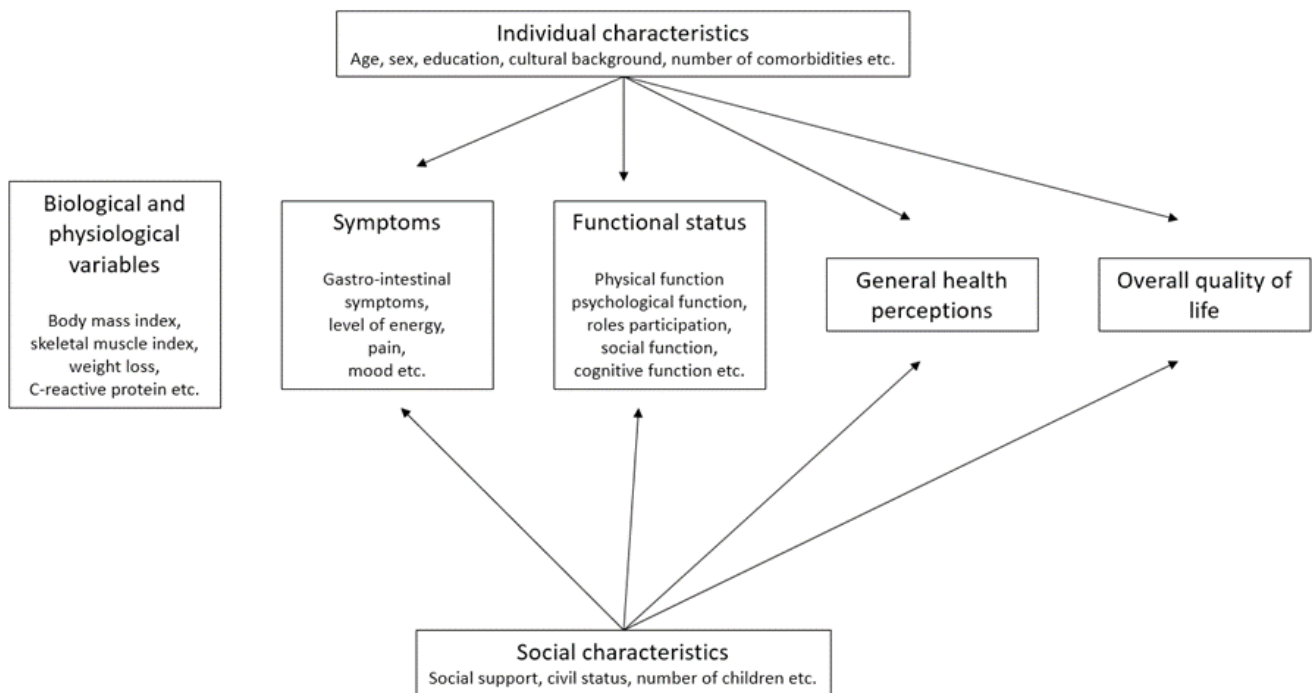 Individual characteristics
Age, sex, education, cultural background, number of comorbidities etc.
Biological and
physiological
variables
Body mass index,
skeletal muscle index,
weight loss,
C-reactive protein etc.
Symptoms
Gastro-intestinal
symptoms,
level of energy,
pain,
mood etc.
Functional status
Physical function
psychological function,
roles participation,
social function,
cognitive function etc.
General health
perceptions
Overall quality of
life
Social characteristics
Social support, civil status, number of children etc.